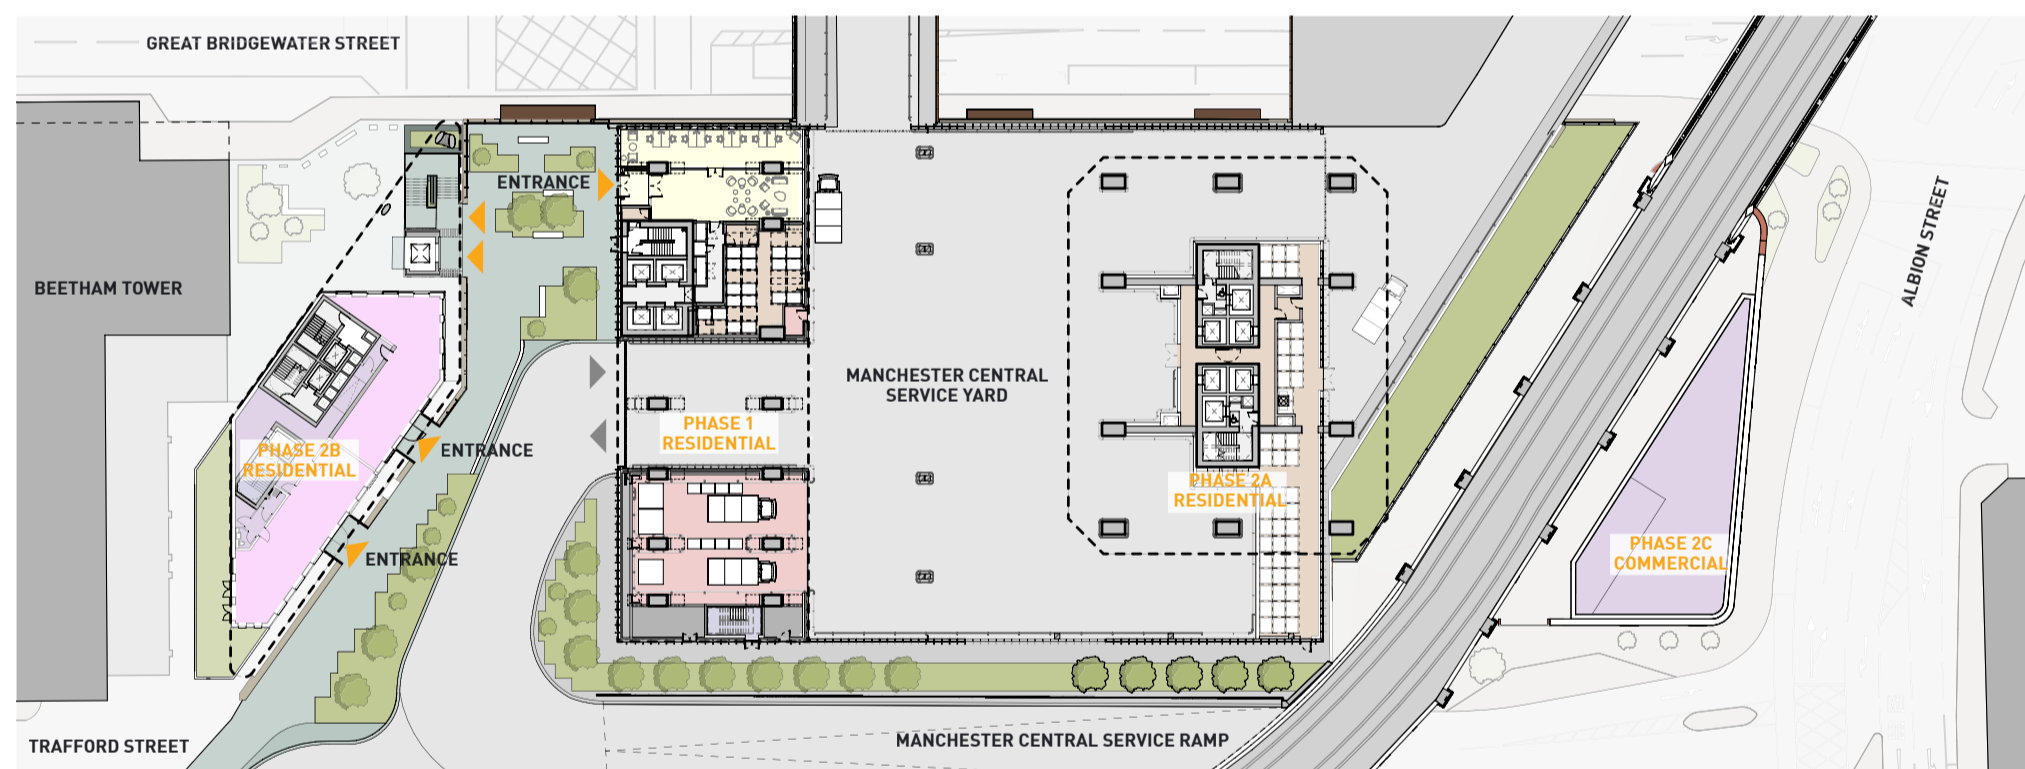 GREAT BRIDGEWATER STREET
ENTRANCE
BEETHAM TOWER
ALBION STREET
MANCHESTER CENTRAL
SERVICE YARD
PHASE 1
RESIDENTIAL
PHASE 2B
RESIDENTIAL
ENTRANCE
PHASE 2A
RESIDENTIAL
ENTRANCE
PHASE 2C
COMMERCIAL
TRAFFORD STREET
MANCHESTER CENTRAL SERVICE RAMP